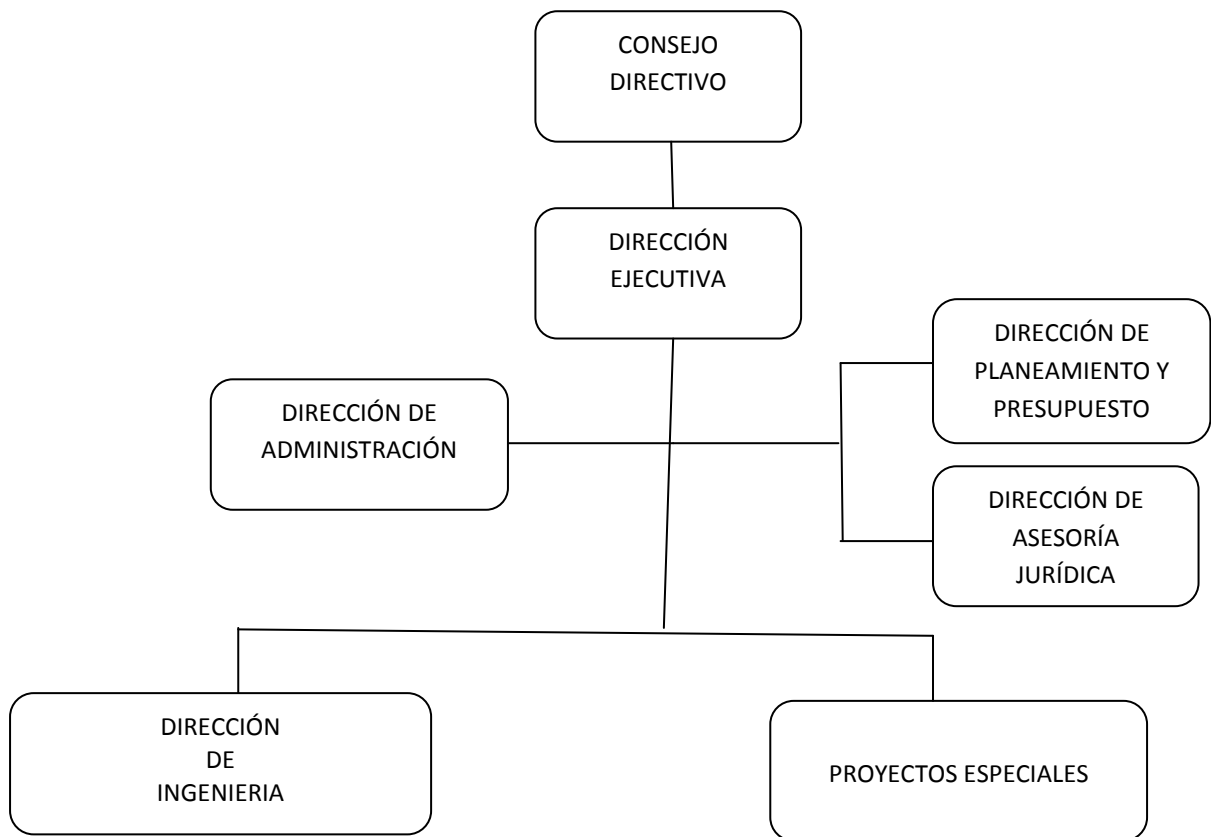 CONSEJO
DIRECTIVO
DIRECCIÓN
EJECUTIVA
DIRECCIÓN DE
PLANEAMIENTO Y
PRESUPUESTO
DIRECCIÓN DE
ADMINISTRACIÓN
DIRECCIÓN DE
ASESORÍA
JURÍDICA
DIRECCIÓN
DE
INGENIERIA
PROYECTOS ESPECIALES